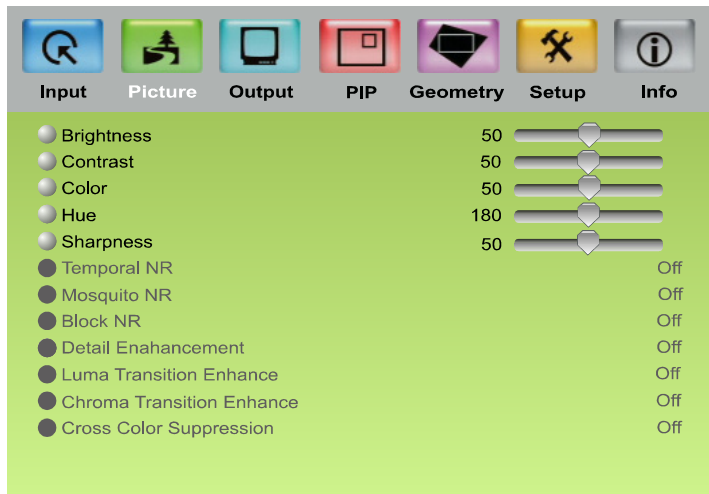 Input Picture Output PIP Geometry Setup Info
Brightness 50
Contrast 50
Color 50
Hue 180
Sharpness 50
Temporal NR Off
Mosquito NR Off
Block NR Off
Detail Enahancement Off
Luma Transition Enhance Off
Chroma Transition Enhance Off
Cross Color Suppression Off